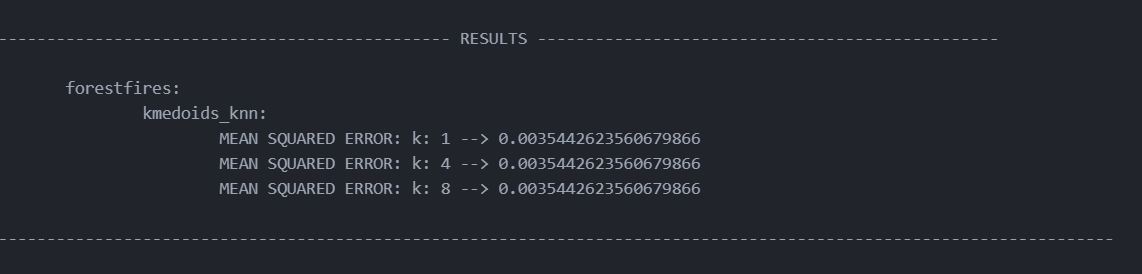 ----------------------------------------------- RESULTS ------------------------------------------------
forestfires:
kmedoids_knn:
MEAN SQUARED ERROR: k: 1 --> 0.0035442623560679866
MEAN SQUARED ERROR: k: 4 --> 0.0035442623560679866
MEAN SQUARED ERROR: k: 8 --> 0.0035442623560679866
--------------------------------------------------------------------------------------------------------------------